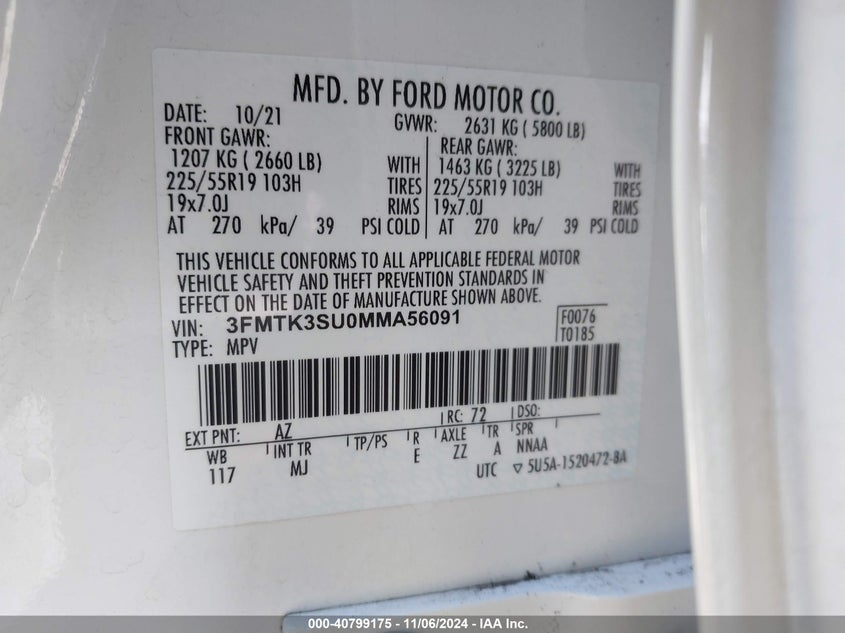 MFD. BY FORD MOTOR CO.
DATE: 10/21 GVWR: 2631 KG ( 5800 LB)
FRONT GAWR: REAR GAWR:
1207 KG ( 2660 LB) WITH 1463 KG ( 3225 LB) WITH
225/55R19 103H TIRES 225/55R19 103H TIRES
19x7.0J RIMS 19x7.0J RIMS
AT 270 kPa/ 39 PSI COLD AT 270 kPa/ 39 PSI COLD
THIS VEHICLE CONFORMS TO ALL APPLICABLE FEDERAL MOTOR
VEHICLE SAFETY AND THEFT PREVENTION STANDARDS IN
EFFECT ON THE DATE OF MANUFACTURE SHOWN ABOVE.
VIN: 3FMTK3SU0MMA56091 F0076
TYPE: MPV T0185
EXT PNT: AZ RC: 72 DSO:
WB INT TR TP/PS R AXLE TR SPR
117 MJ E ZZ A NNAA
UTC ▽ 5U5A-1520472-BA
000-40799175 - 11/06/2024 - IAA Inc.